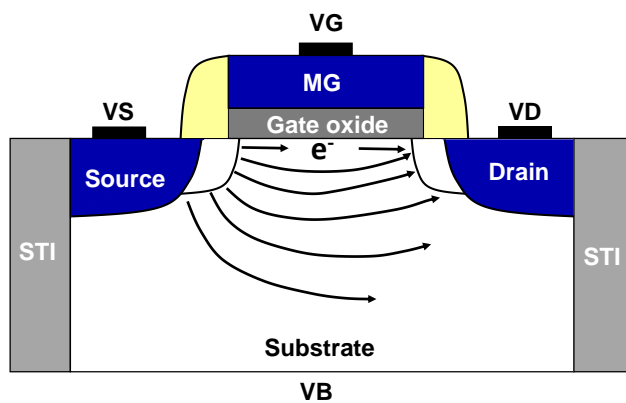 VG
MG
VS
Gate oxide
VD
e-
Source
Drain
STI
STI
Substrate
VB